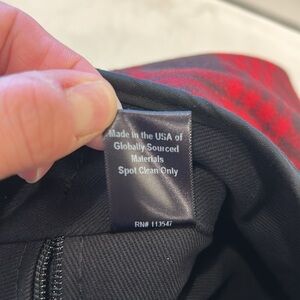 Made in the USA of
Globally Sourced
Materials
Spot Clean Only
RN# 113547